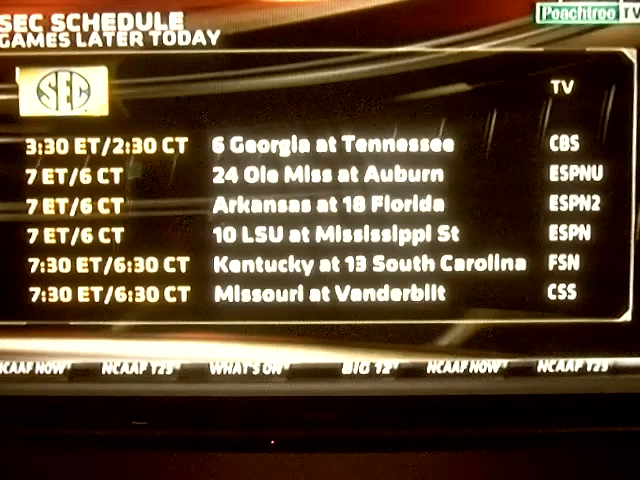 SEC SCHEDULE
GAMES LATER TODAY
Peachtree TV
SEC
TV
3:30 ET/2:30 CT 6 Georgia at Tennessee CBS
7 ET/6 CT 24 Ole Miss at Auburn ESPNU
7 ET/6 CT Arkansas at 18 Florida ESPN2
7 ET/6 CT 10 LSU at Mississippi St ESPN
7:30 ET/6:30 CT Kentucky at 13 South Carolina FSN
7:30 ET/6:30 CT Missouri at Vanderbilt CSS
NCAAF NOW NCAAF T25 WHAT'S ON BIG 12 NCAAF NOW NCAAF T25